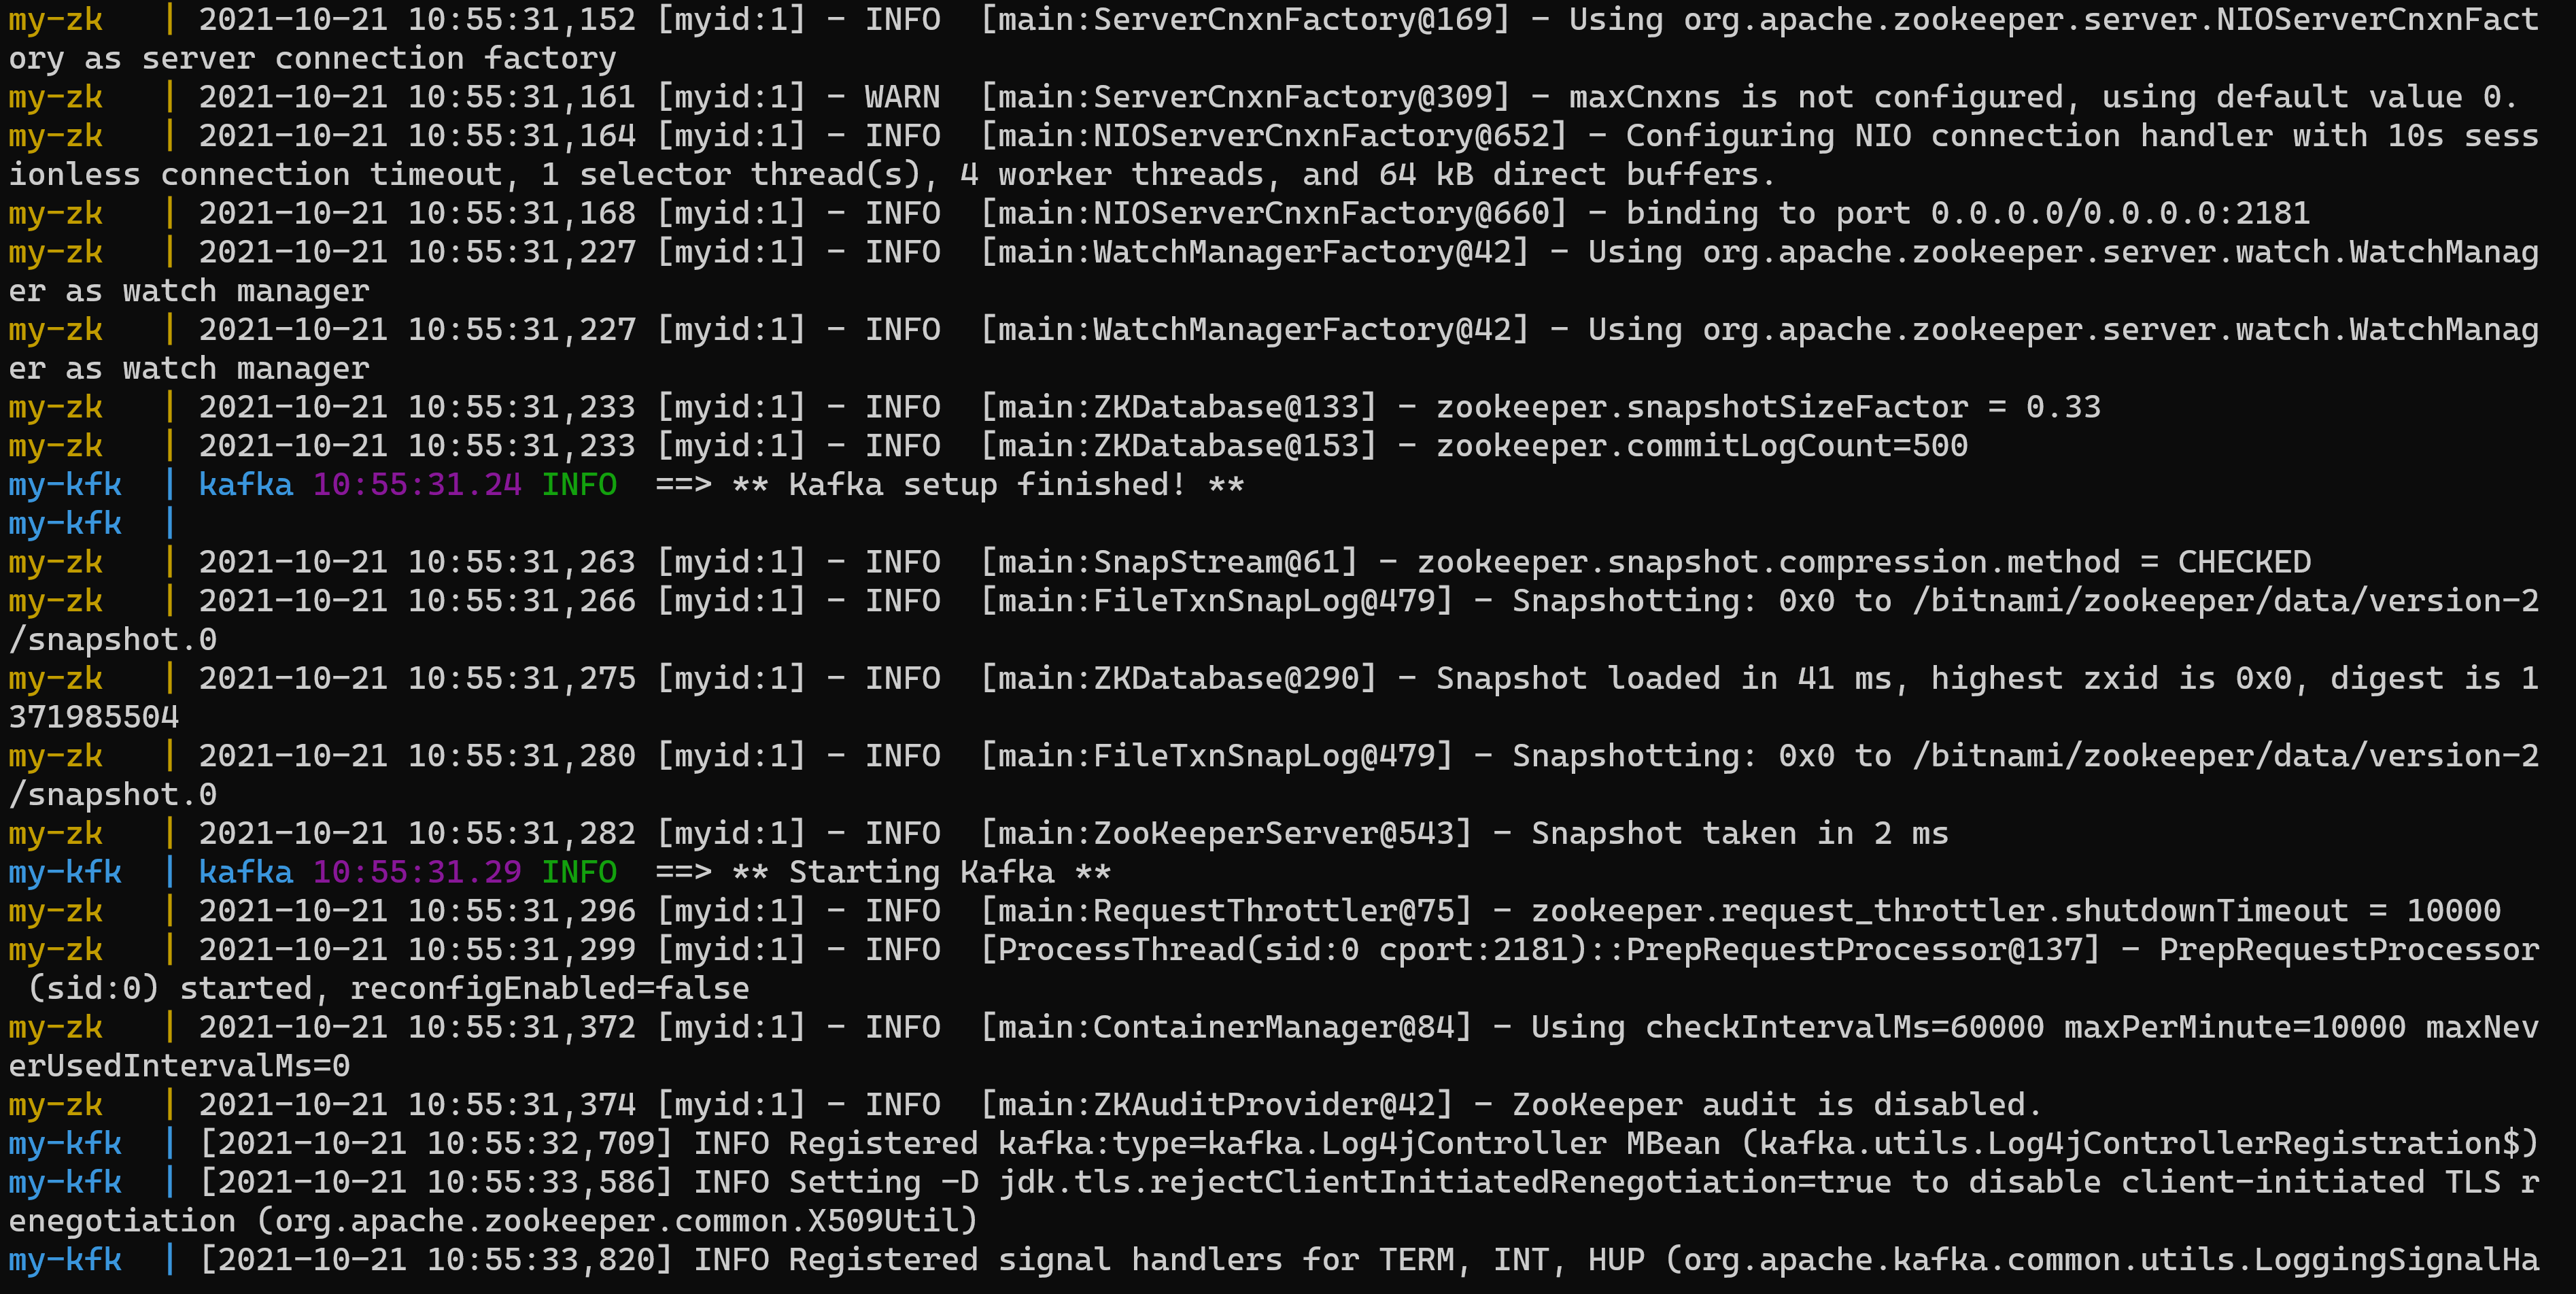 my-zk   | 2021-10-21 10:55:31,152 [myid:1] - INFO  [main:ServerCnxnFactory@169] - Using org.apache.zookeeper.server.NIOServerCnxnFact
ory as server connection factory
my-zk   | 2021-10-21 10:55:31,161 [myid:1] - WARN  [main:ServerCnxnFactory@309] - maxCnxns is not configured, using default value 0.
my-zk   | 2021-10-21 10:55:31,164 [myid:1] - INFO  [main:NIOServerCnxnFactory@652] - Configuring NIO connection handler with 10s sess
ionless connection timeout, 1 selector thread(s), 4 worker threads, and 64 kB direct buffers.
my-zk   | 2021-10-21 10:55:31,168 [myid:1] - INFO  [main:NIOServerCnxnFactory@660] - binding to port 0.0.0.0/0.0.0.0:2181
my-zk   | 2021-10-21 10:55:31,227 [myid:1] - INFO  [main:WatchManagerFactory@42] - Using org.apache.zookeeper.server.watch.WatchManag
er as watch manager
my-zk   | 2021-10-21 10:55:31,227 [myid:1] - INFO  [main:WatchManagerFactory@42] - Using org.apache.zookeeper.server.watch.WatchManag
er as watch manager
my-zk   | 2021-10-21 10:55:31,233 [myid:1] - INFO  [main:ZKDatabase@133] - zookeeper.snapshotSizeFactor = 0.33
my-zk   | 2021-10-21 10:55:31,233 [myid:1] - INFO  [main:ZKDatabase@153] - zookeeper.commitLogCount=500
my-kfk  | kafka 10:55:31.24 INFO  ==> ** Kafka setup finished! **
my-kfk  |
my-zk   | 2021-10-21 10:55:31,263 [myid:1] - INFO  [main:SnapStream@61] - zookeeper.snapshot.compression.method = CHECKED
my-zk   | 2021-10-21 10:55:31,266 [myid:1] - INFO  [main:FileTxnSnapLog@479] - Snapshotting: 0x0 to /bitnami/zookeeper/data/version-2
/snapshot.0
my-zk   | 2021-10-21 10:55:31,275 [myid:1] - INFO  [main:ZKDatabase@290] - Snapshot loaded in 41 ms, highest zxid is 0x0, digest is 1
371985504
my-zk   | 2021-10-21 10:55:31,280 [myid:1] - INFO  [main:FileTxnSnapLog@479] - Snapshotting: 0x0 to /bitnami/zookeeper/data/version-2
/snapshot.0
my-zk   | 2021-10-21 10:55:31,282 [myid:1] - INFO  [main:ZooKeeperServer@543] - Snapshot taken in 2 ms
my-kfk  | kafka 10:55:31.29 INFO  ==> ** Starting Kafka **
my-zk   | 2021-10-21 10:55:31,296 [myid:1] - INFO  [main:RequestThrottler@75] - zookeeper.request_throttler.shutdownTimeout = 10000
my-zk   | 2021-10-21 10:55:31,299 [myid:1] - INFO  [ProcessThread(sid:0 cport:2181)::PrepRequestProcessor@137] - PrepRequestProcessor
 (sid:0) started, reconfigEnabled=false
my-zk   | 2021-10-21 10:55:31,372 [myid:1] - INFO  [main:ContainerManager@84] - Using checkIntervalMs=60000 maxPerMinute=10000 maxNev
erUsedIntervalMs=0
my-zk   | 2021-10-21 10:55:31,374 [myid:1] - INFO  [main:ZKAuditProvider@42] - ZooKeeper audit is disabled.
my-kfk  | [2021-10-21 10:55:32,709] INFO Registered kafka:type=kafka.Log4jController MBean (kafka.utils.Log4jControllerRegistration$)
my-kfk  | [2021-10-21 10:55:33,586] INFO Setting -D jdk.tls.rejectClientInitiatedRenegotiation=true to disable client-initiated TLS r
enegotiation (org.apache.zookeeper.common.X509Util)
my-kfk  | [2021-10-21 10:55:33,820] INFO Registered signal handlers for TERM, INT, HUP (org.apache.kafka.common.utils.LoggingSignalHa